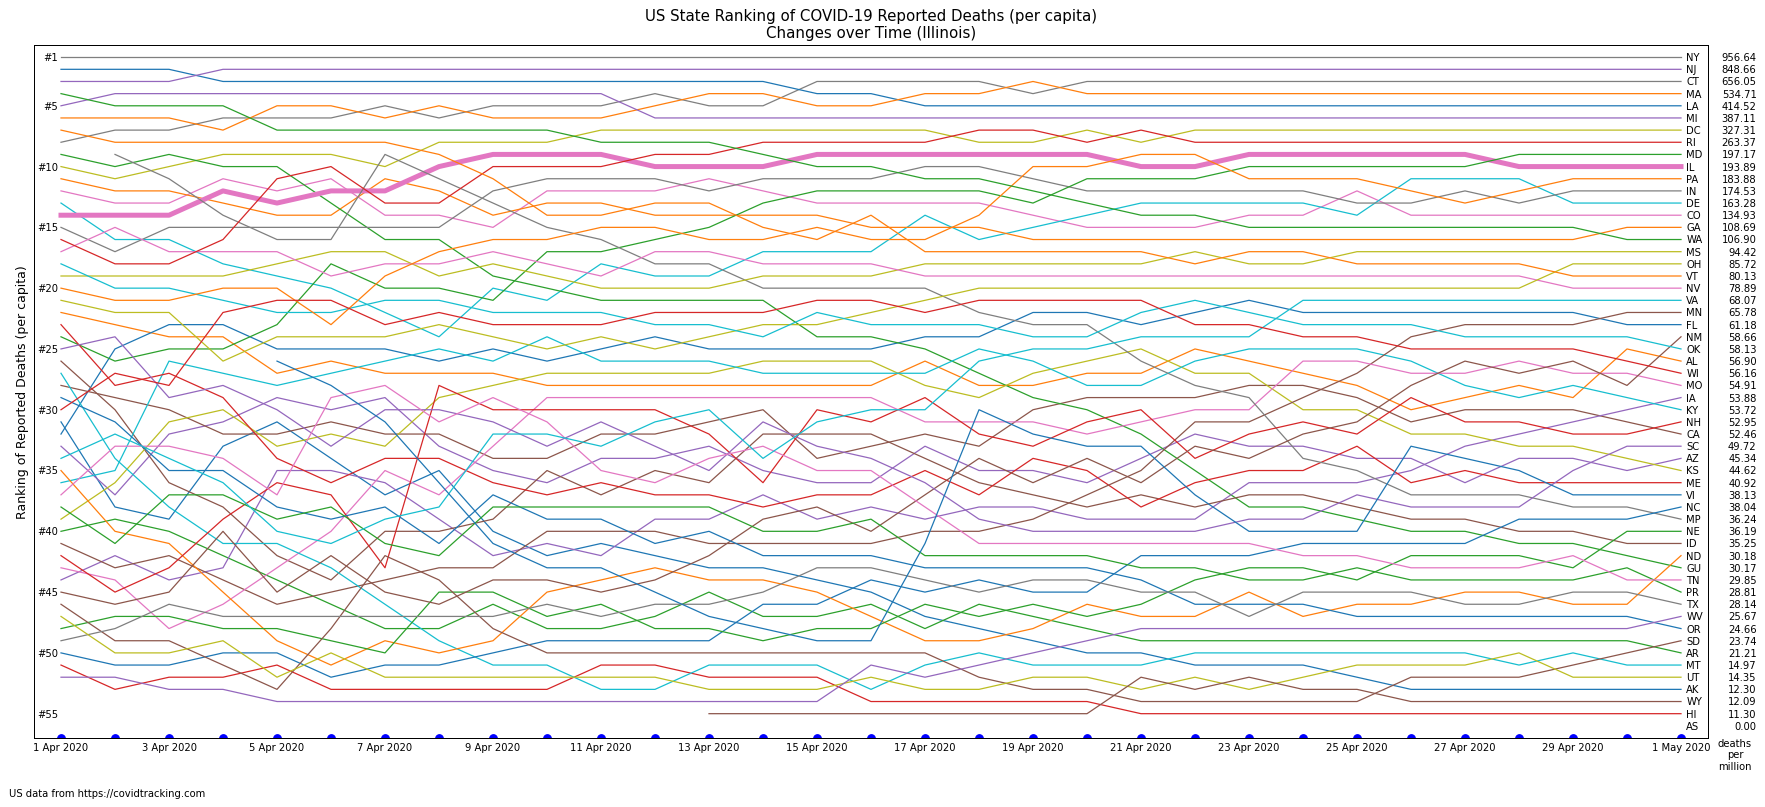 US State Ranking of COVID-19 Reported Deaths (per capita)
Changes over Time (Illinois)
Ranking of Reported Deaths (per capita)
#1
#5
#10
#15
#20
#25
#30
#35
#40
#45
#50
#55
NY 956.64
NJ 848.66
CT 656.05
MA 534.71
LA 414.52
MI 387.11
DC 327.31
RI 263.37
MD 197.17
IL 193.89
PA 183.88
IN 174.53
DE 163.28
CO 134.93
GA 108.69
WA 106.90
MS 94.42
OH 85.72
VT 80.13
NV 78.89
VA 68.07
MN 65.78
FL 61.18
NM 58.66
OK 58.13
AL 56.90
WI 56.16
MO 54.91
IA 53.88
KY 53.72
NH 52.95
CA 52.46
SC 49.72
AZ 45.34
KS 44.62
ME 40.92
VI 38.13
NC 38.04
MP 36.24
NE 36.19
ID 35.25
ND 30.18
GU 30.17
TN 29.85
PR 28.81
TX 28.14
WV 25.67
OR 24.66
SD 23.74
AR 21.21
MT 14.97
UT 14.35
AK 12.30
WY 12.09
HI 11.30
AS 0.00
1 Apr 2020 3 Apr 2020 5 Apr 2020 7 Apr 2020 9 Apr 2020 11 Apr 2020 13 Apr 2020 15 Apr 2020 17 Apr 2020 19 Apr 2020 21 Apr 2020 23 Apr 2020 25 Apr 2020 27 Apr 2020 29 Apr 2020 1 May 2020
deaths
per
million
US data from https://covidtracking.com